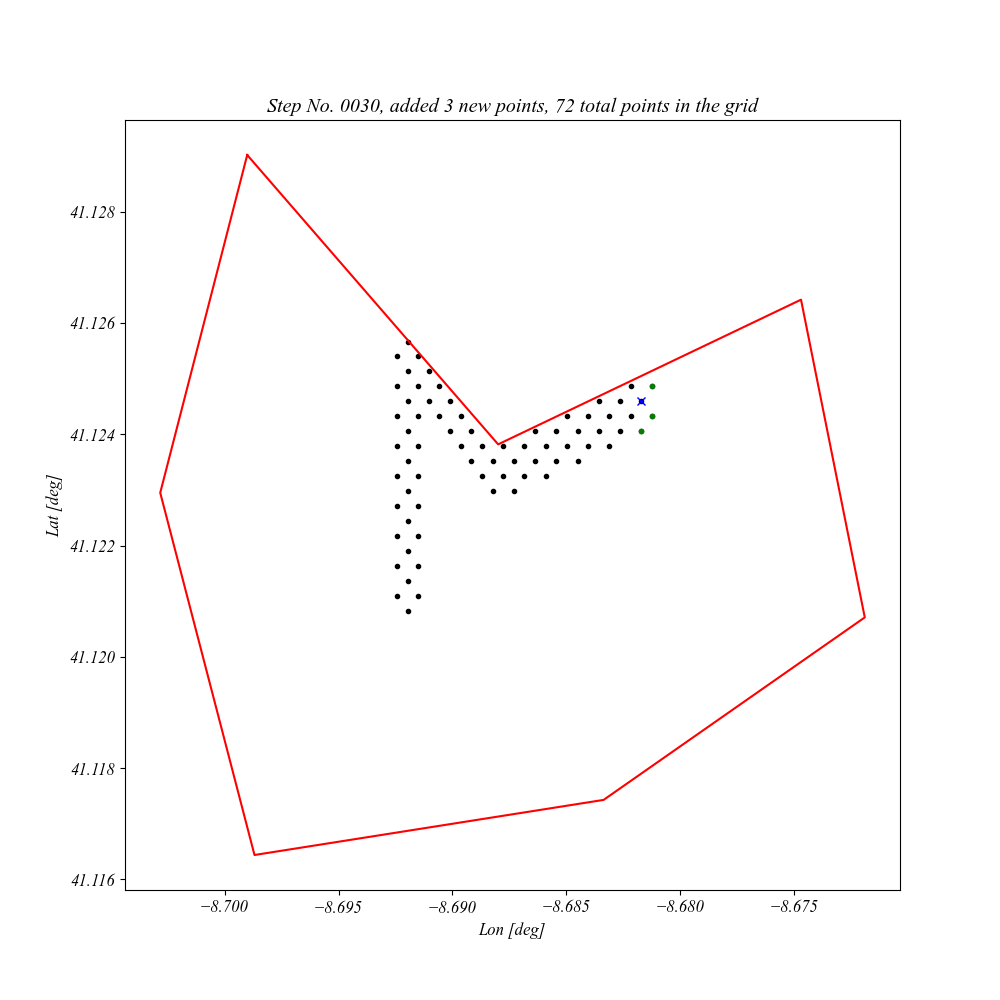 Step No. 0030, added 3 new points, 72 total points in the grid
41.128
41.126
41.124
41.122
41.120
41.118
41.116
Lat [deg]
−8.700 −8.695 −8.690 −8.685 −8.680 −8.675
Lon [deg]